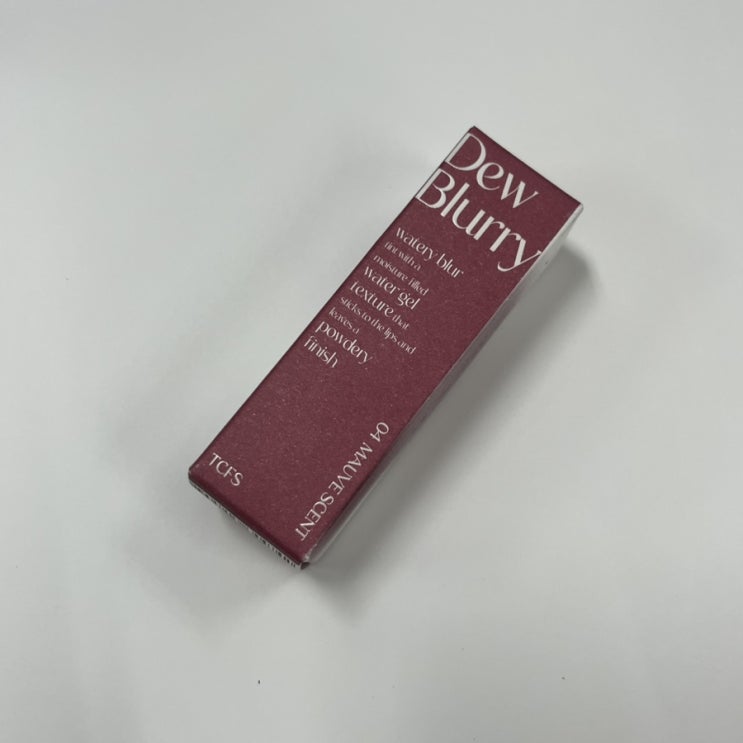 Dew
Blurry
watery blur
tint with a
moisture-filled
water gel
texture that
sticks to the lips and
leaves a
powdery
finish
04 MAUVE SCENT
TCFS